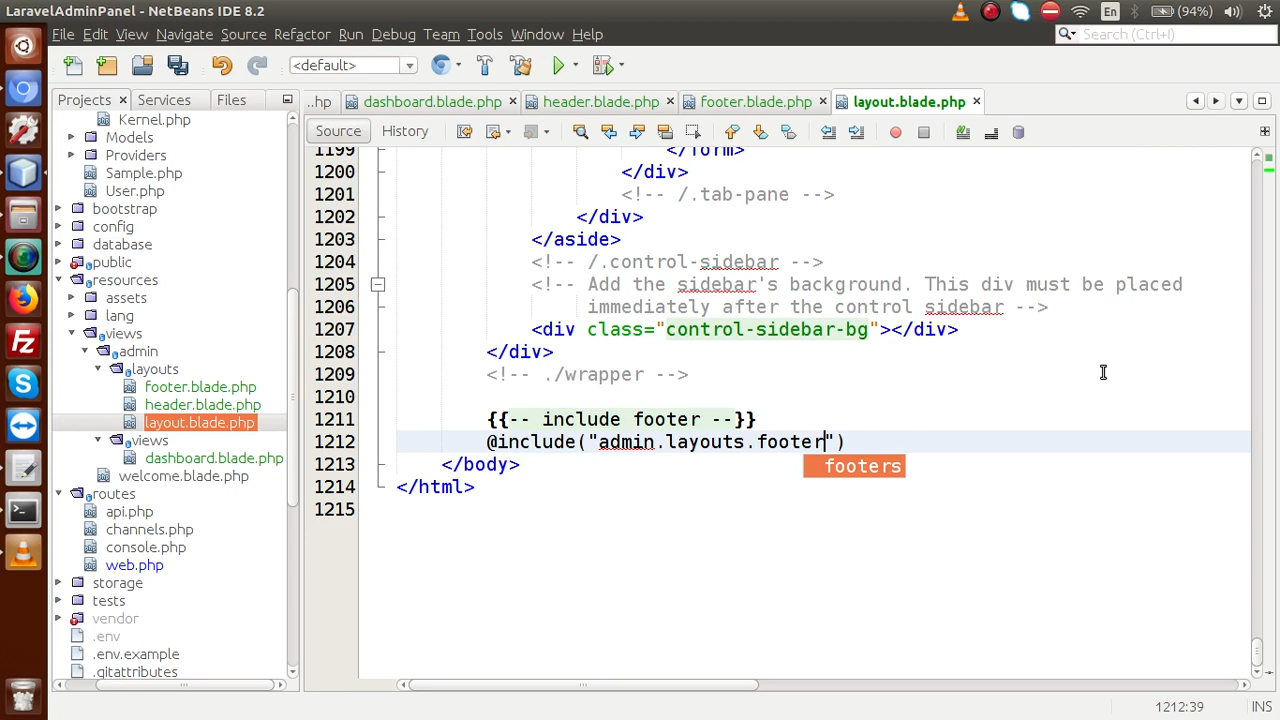 LaravelAdminPanel - NetBeans IDE 8.2
En
(94%)
File Edit View Navigate Source Refactor Run Debug Team Tools Window Help
Search (Ctrl+I)
<default>
Projects × Services Files
..hp dashboard.blade.php × header.blade.php × footer.blade.php × layout.blade.php ×
Source History
Kernel.php
Models
Providers
Sample.php
User.php
bootstrap
config
database
public
resources
assets
lang
views
admin
layouts
footer.blade.php
header.blade.php
layout.blade.php
views
dashboard.blade.php
welcome.blade.php
routes
api.php
channels.php
console.php
web.php
storage
tests
vendor
.env
.env.example
.gitattributes
1199 </form>
1200 </div>
1201 <!-- /.tab-pane -->
1202 </div>
1203 </aside>
1204 <!-- /.control-sidebar -->
1205 <!-- Add the sidebar's background. This div must be placed
1206 immediately after the control sidebar -->
1207 <div class="control-sidebar-bg"></div>
1208 </div>
1209 <!-- ./wrapper -->
1210
1211 {{-- include footer --}}
1212 @include("admin.layouts.footer")
1213 </body>
footers
1214 </html>
1215
1212:39 INS